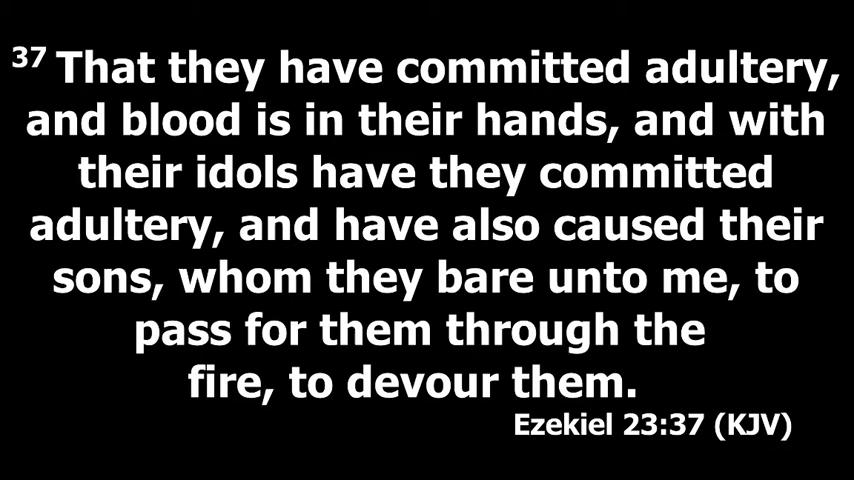 37 That they have committed adultery,
and blood is in their hands, and with
their idols have they committed
adultery, and have also caused their
sons, whom they bare unto me, to
pass for them through the
fire, to devour them.
Ezekiel 23:37 (KJV)